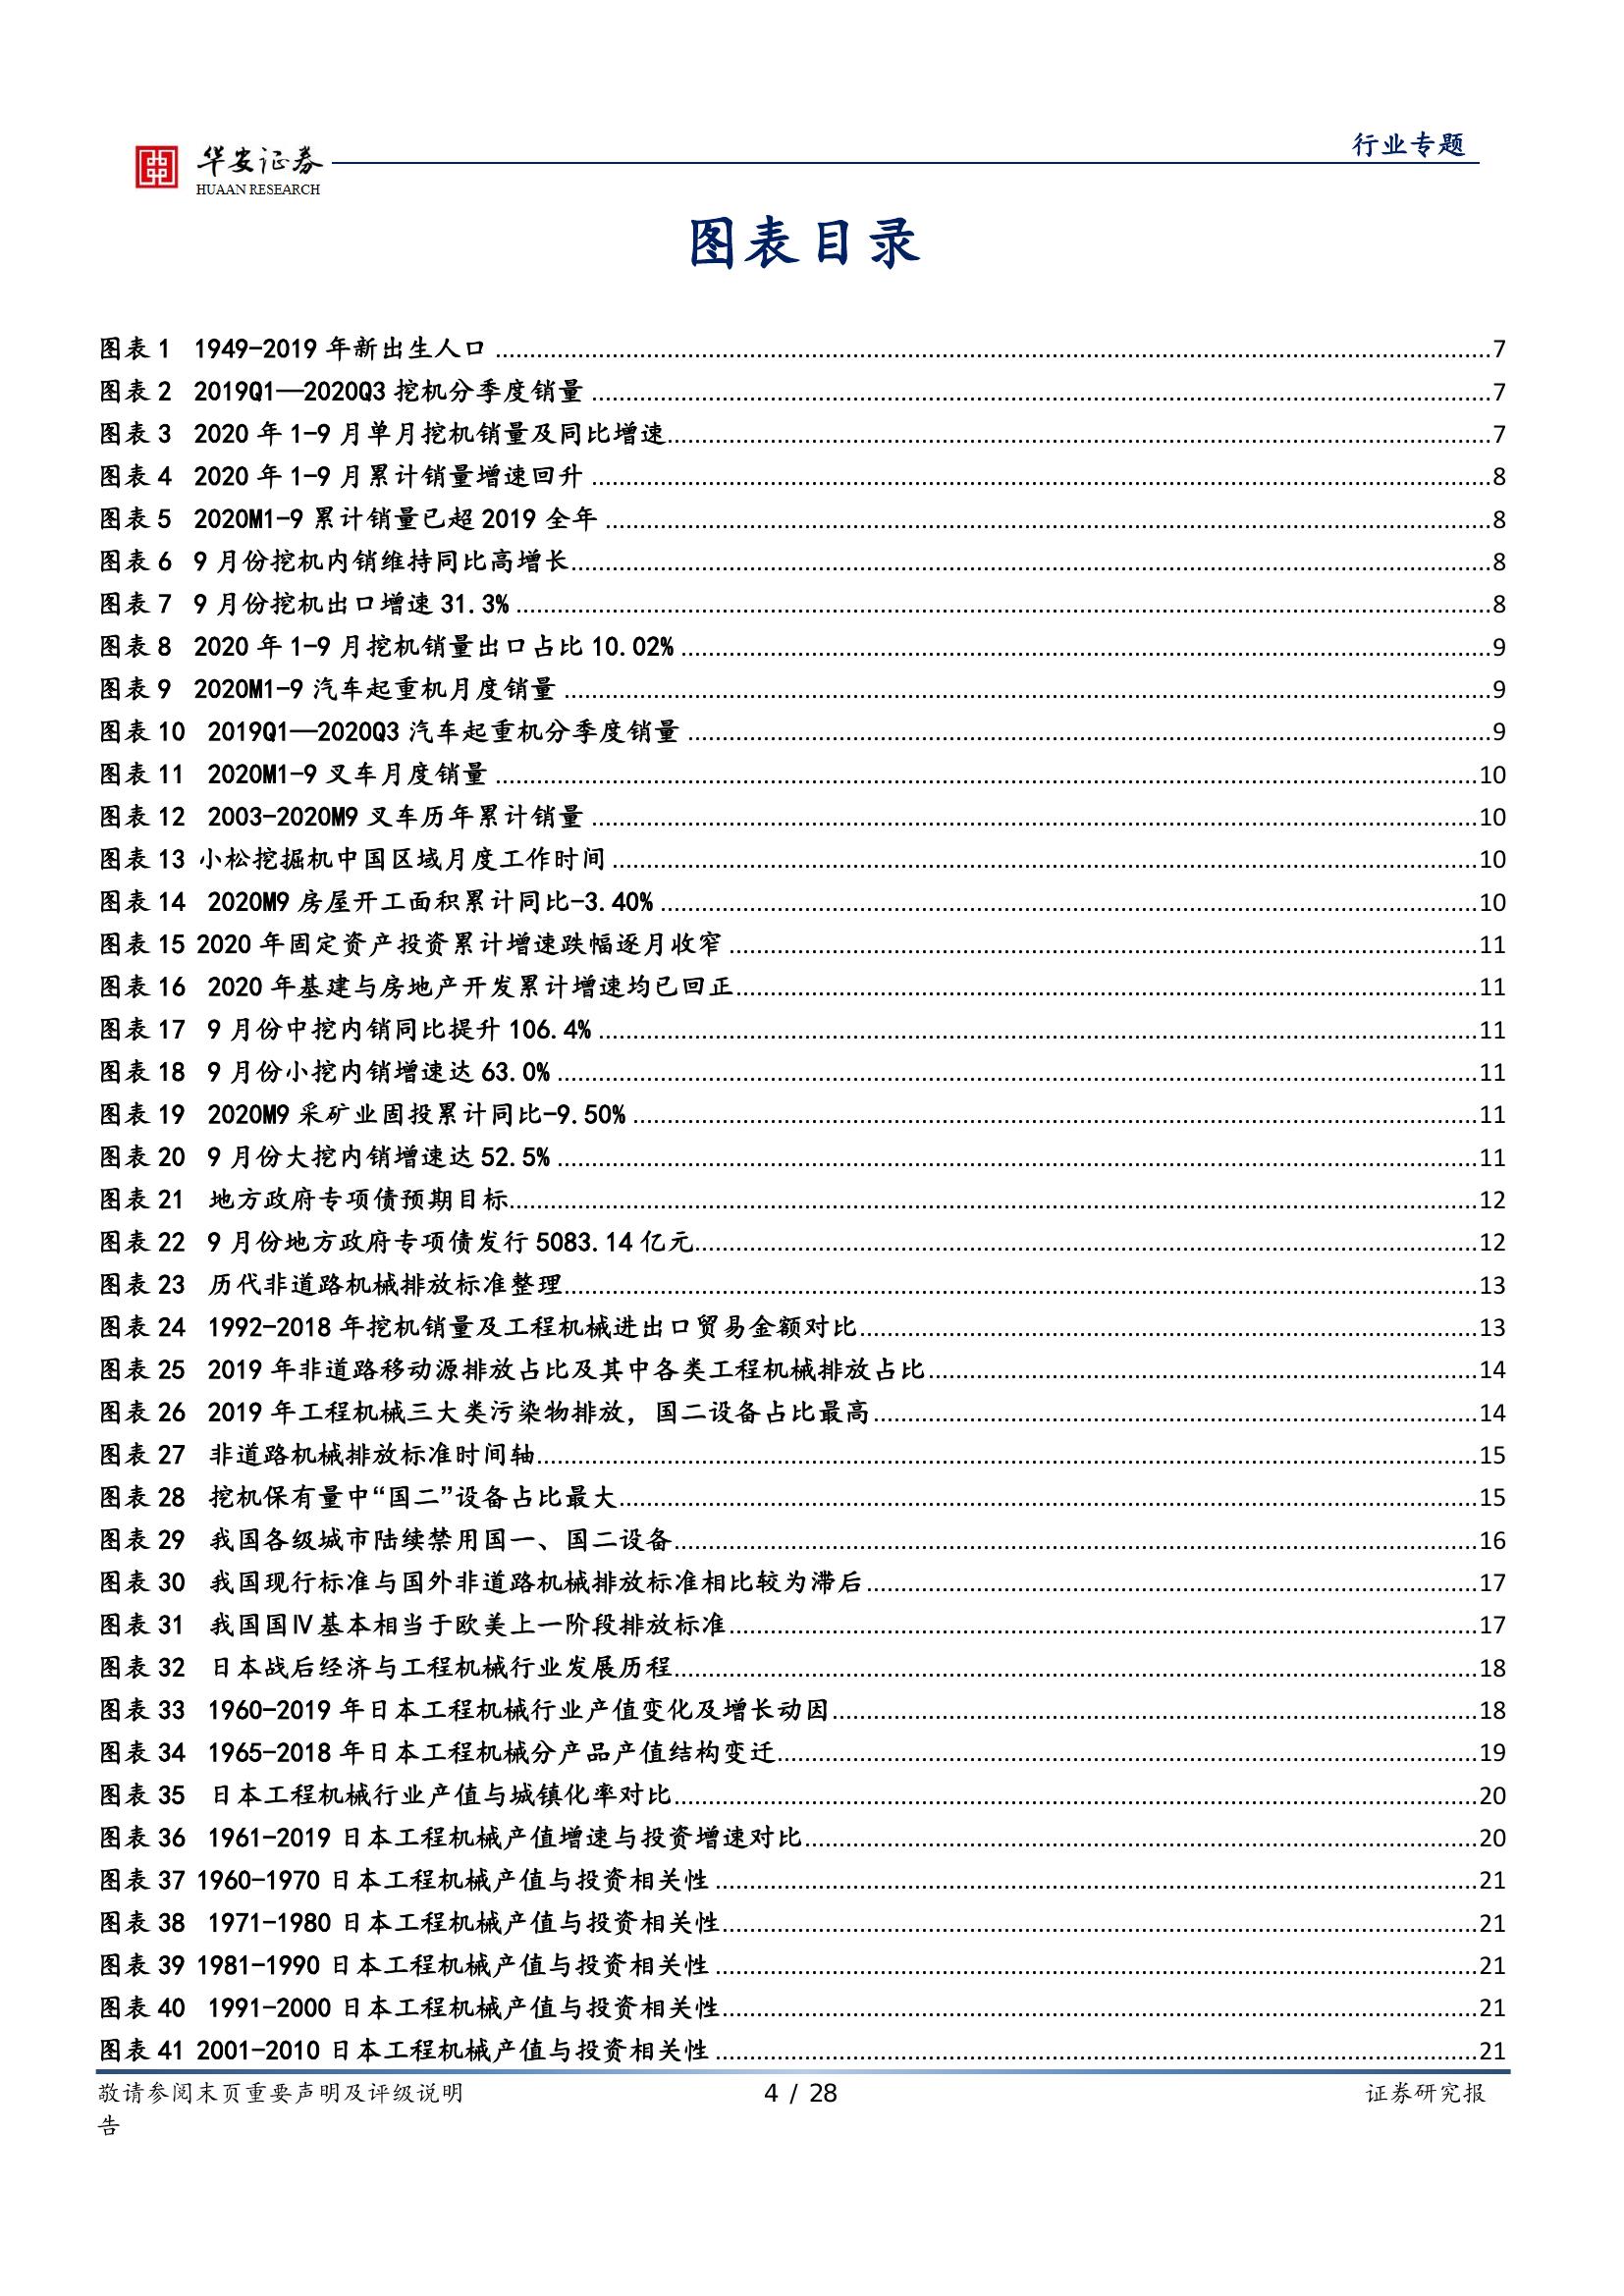 华安证券
HUAAN RESEARCH
行业专题
图表目录
图表 1 1949-2019 年新出生人口 7
图表 2 2019Q1—2020Q3 挖机分季度销量 7
图表 3 2020 年 1-9 月单月挖机销量及同比增速 7
图表 4 2020 年 1-9 月累计销量增速回升 8
图表 5 2020M1-9 累计销量已超 2019 全年 8
图表 6 9 月份挖机内销维持同比高增长 8
图表 7 9 月份挖机出口增速 31.3% 8
图表 8 2020 年 1-9 月挖机销量出口占比 10.02% 9
图表 9 2020M1-9 汽车起重机月度销量 9
图表 10 2019Q1—2020Q3 汽车起重机分季度销量 9
图表 11 2020M1-9 叉车月度销量 10
图表 12 2003-2020M9 叉车历年累计销量 10
图表 13 小松挖掘机中国区域月度工作时间 10
图表 14 2020M9 房屋开工面积累计同比-3.40% 10
图表 15 2020 年固定资产投资累计增速跌幅逐月收窄 11
图表 16 2020 年基建与房地产开发累计增速均已回正 11
图表 17 9 月份中挖内销同比提升 106.4% 11
图表 18 9 月份小挖内销增速达 63.0% 11
图表 19 2020M9 采矿业固投累计同比-9.50% 11
图表 20 9 月份大挖内销增速达 52.5% 11
图表 21 地方政府专项债预期目标 12
图表 22 9 月份地方政府专项债发行 5083.14 亿元 12
图表 23 历代非道路机械排放标准整理 13
图表 24 1992-2018 年挖机销量及工程机械进出口贸易金额对比 13
图表 25 2019 年非道路移动源排放占比及其中各类工程机械排放占比 14
图表 26 2019 年工程机械三大类污染物排放，国二设备占比最高 14
图表 27 非道路机械排放标准时间轴 15
图表 28 挖机保有量中“国二”设备占比最大 15
图表 29 我国各级城市陆续禁用国一、国二设备 16
图表 30 我国现行标准与国外非道路机械排放标准相比较为滞后 17
图表 31 我国国Ⅳ基本相当于欧美上一阶段排放标准 17
图表 32 日本战后经济与工程机械行业发展历程 18
图表 33 1960-2019 年日本工程机械行业产值变化及增长动因 18
图表 34 1965-2018 年日本工程机械分产品产值结构变迁 19
图表 35 日本工程机械行业产值与城镇化率对比 20
图表 36 1961-2019 日本工程机械产值增速与投资增速对比 20
图表 37 1960-1970 日本工程机械产值与投资相关性 21
图表 38 1971-1980 日本工程机械产值与投资相关性 21
图表 39 1981-1990 日本工程机械产值与投资相关性 21
图表 40 1991-2000 日本工程机械产值与投资相关性 21
图表 41 2001-2010 日本工程机械产值与投资相关性 21
敬请参阅末页重要声明及评级说明 4 / 28 证券研究报
告